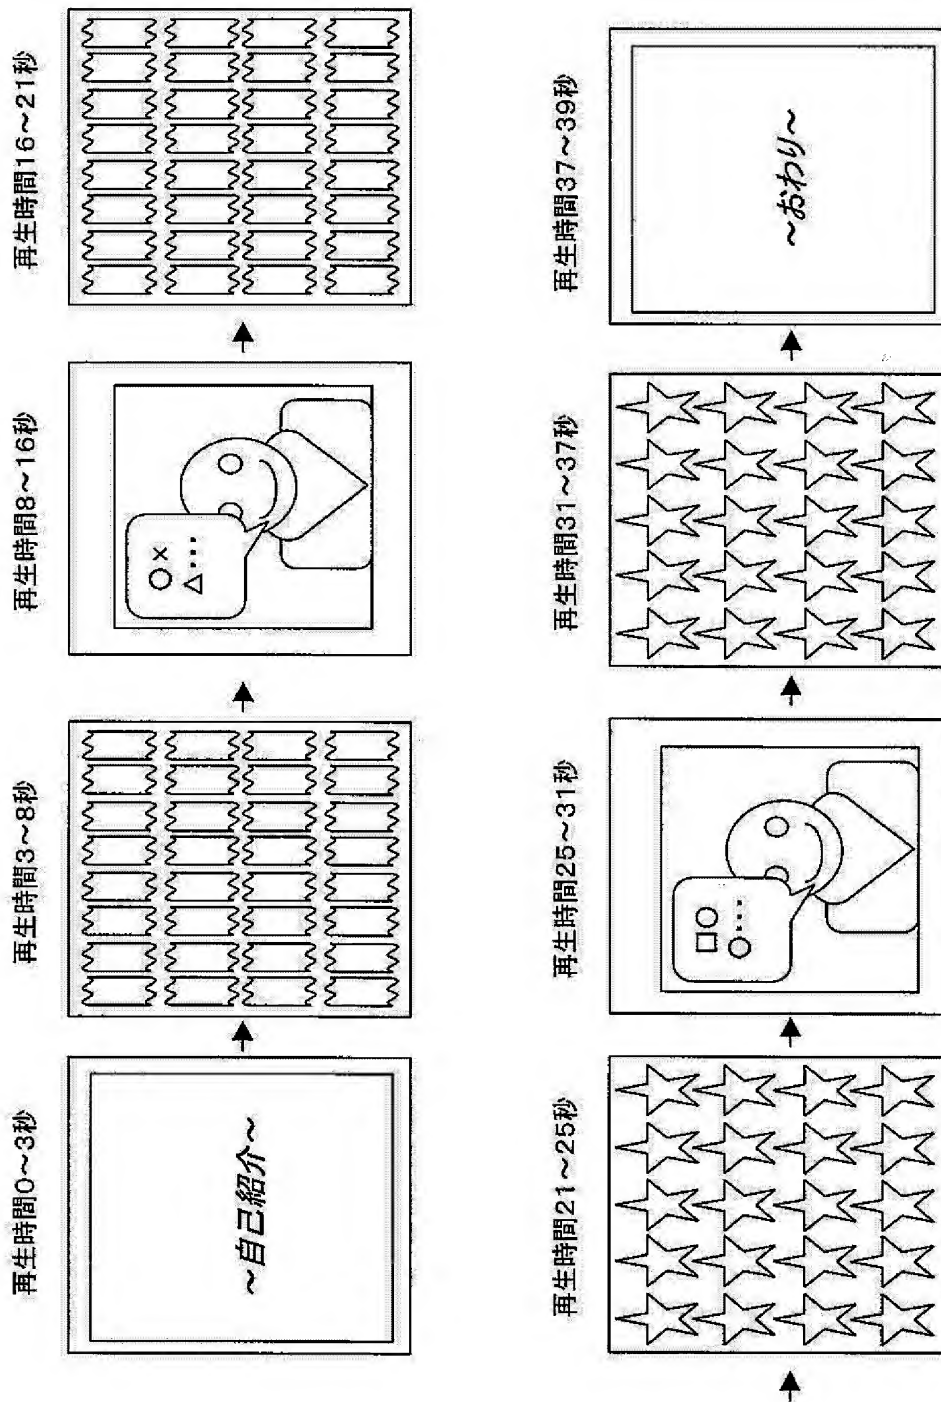 再生時間0～3秒
～自己紹介～
再生時間3～8秒
再生時間8～16秒
○×
△・・・
再生時間16～21秒
再生時間21～25秒
再生時間25～31秒
□○
○・・・
再生時間31～37秒
再生時間37～39秒
～おわり～